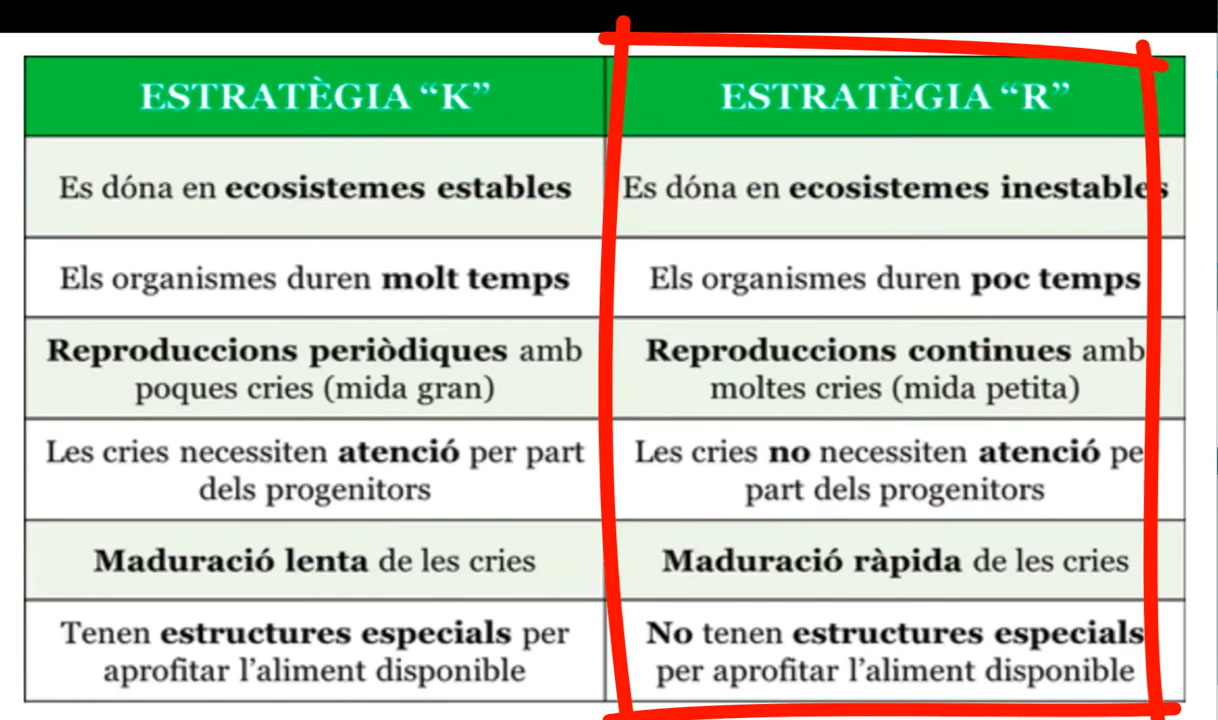 ESTRATÈGIA “K”
ESTRATÈGIA “R”
Es dóna en ecosistemes estables
Es dóna en ecosistemes inestables
Els organismes duren molt temps
Els organismes duren poc temps
Reproduccions periòdiques amb
poques cries (mida gran)
Reproduccions continues amb
moltes cries (mida petita)
Les cries necessiten atenció per part
dels progenitors
Les cries no necessiten atenció pe
part dels progenitors
Maduració lenta de les cries
Maduració ràpida de les cries
Tenen estructures especials per
aprofitar l’aliment disponible
No tenen estructures especials
per aprofitar l’aliment disponible